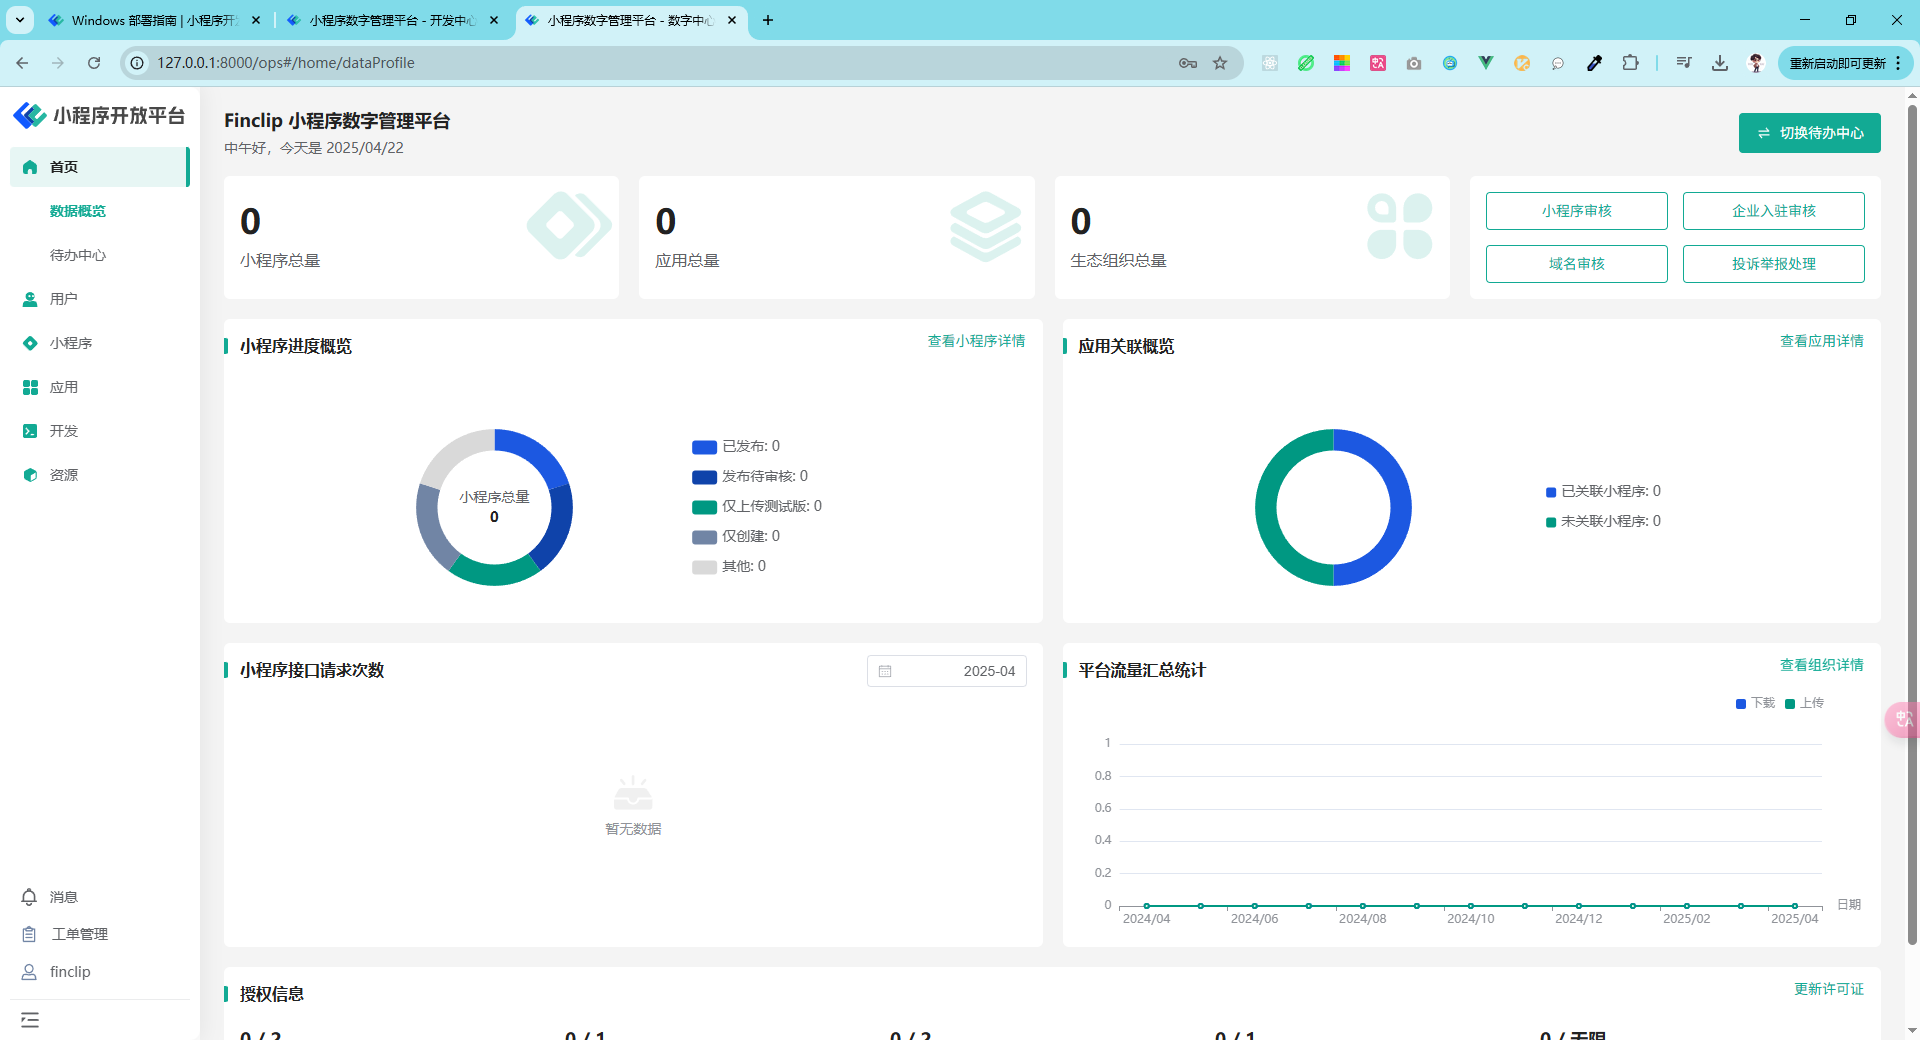 Windows 部署指南 | 小程序开
小程序数字管理平台 - 开发中心
小程序数字管理平台 - 数字中心
127.0.0.1:8000/ops#/home/dataProfile
重新启动即可更新
小程序开放平台
首页
数据概览
待办中心
用户
小程序
应用
开发
资源
消息
工单管理
finclip
Finclip 小程序数字管理平台
中午好，今天是 2025/04/22
切换待办中心
0
小程序总量
0
应用总量
0
生态组织总量
小程序审核
企业入驻审核
域名审核
投诉举报处理
小程序进度概览
查看小程序详情
小程序总量
0
已发布: 0
发布待审核: 0
仅上传测试版: 0
仅创建: 0
其他: 0
应用关联概览
查看应用详情
已关联小程序: 0
未关联小程序: 0
小程序接口请求次数
2025-04
暂无数据
平台流量汇总统计
查看组织详情
下载
上传
1
0.8
0.6
0.4
0.2
0
2024/04
2024/06
2024/08
2024/10
2024/12
2025/02
2025/04
日期
授权信息
更新许可证
0 / 2
0 / 1
0 / 2
0 / 1
0 / 无限